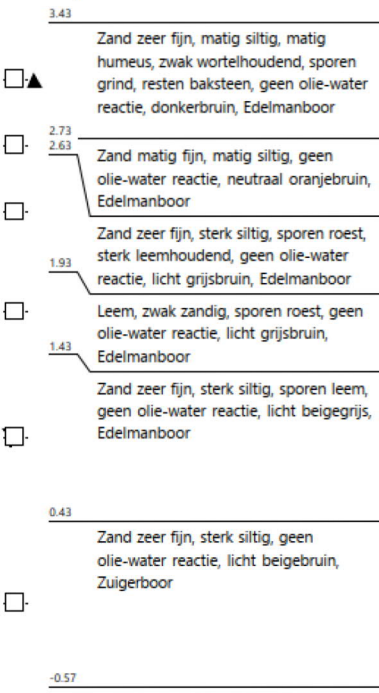 3.43
Zand zeer fijn, matig siltig, matig
humeus, zwak wortelhoudend, sporen
grind, resten baksteen, geen olie-water
reactie, donkerbruin, Edelmanboor
2.73
2.63
Zand matig fijn, matig siltig, geen
olie-water reactie, neutraal oranjebruin,
Edelmanboor
Zand zeer fijn, sterk siltig, sporen roest,
sterk leemhoudend, geen olie-water
reactie, licht grijsbruin, Edelmanboor
1.93
Leem, zwak zandig, sporen roest, geen
olie-water reactie, licht grijsbruin,
Edelmanboor
1.43
Zand zeer fijn, sterk siltig, sporen leem,
geen olie-water reactie, licht beigegrijs,
Edelmanboor
0.43
Zand zeer fijn, sterk siltig, geen
olie-water reactie, licht beigebruin,
Zuigerboor
-0.57